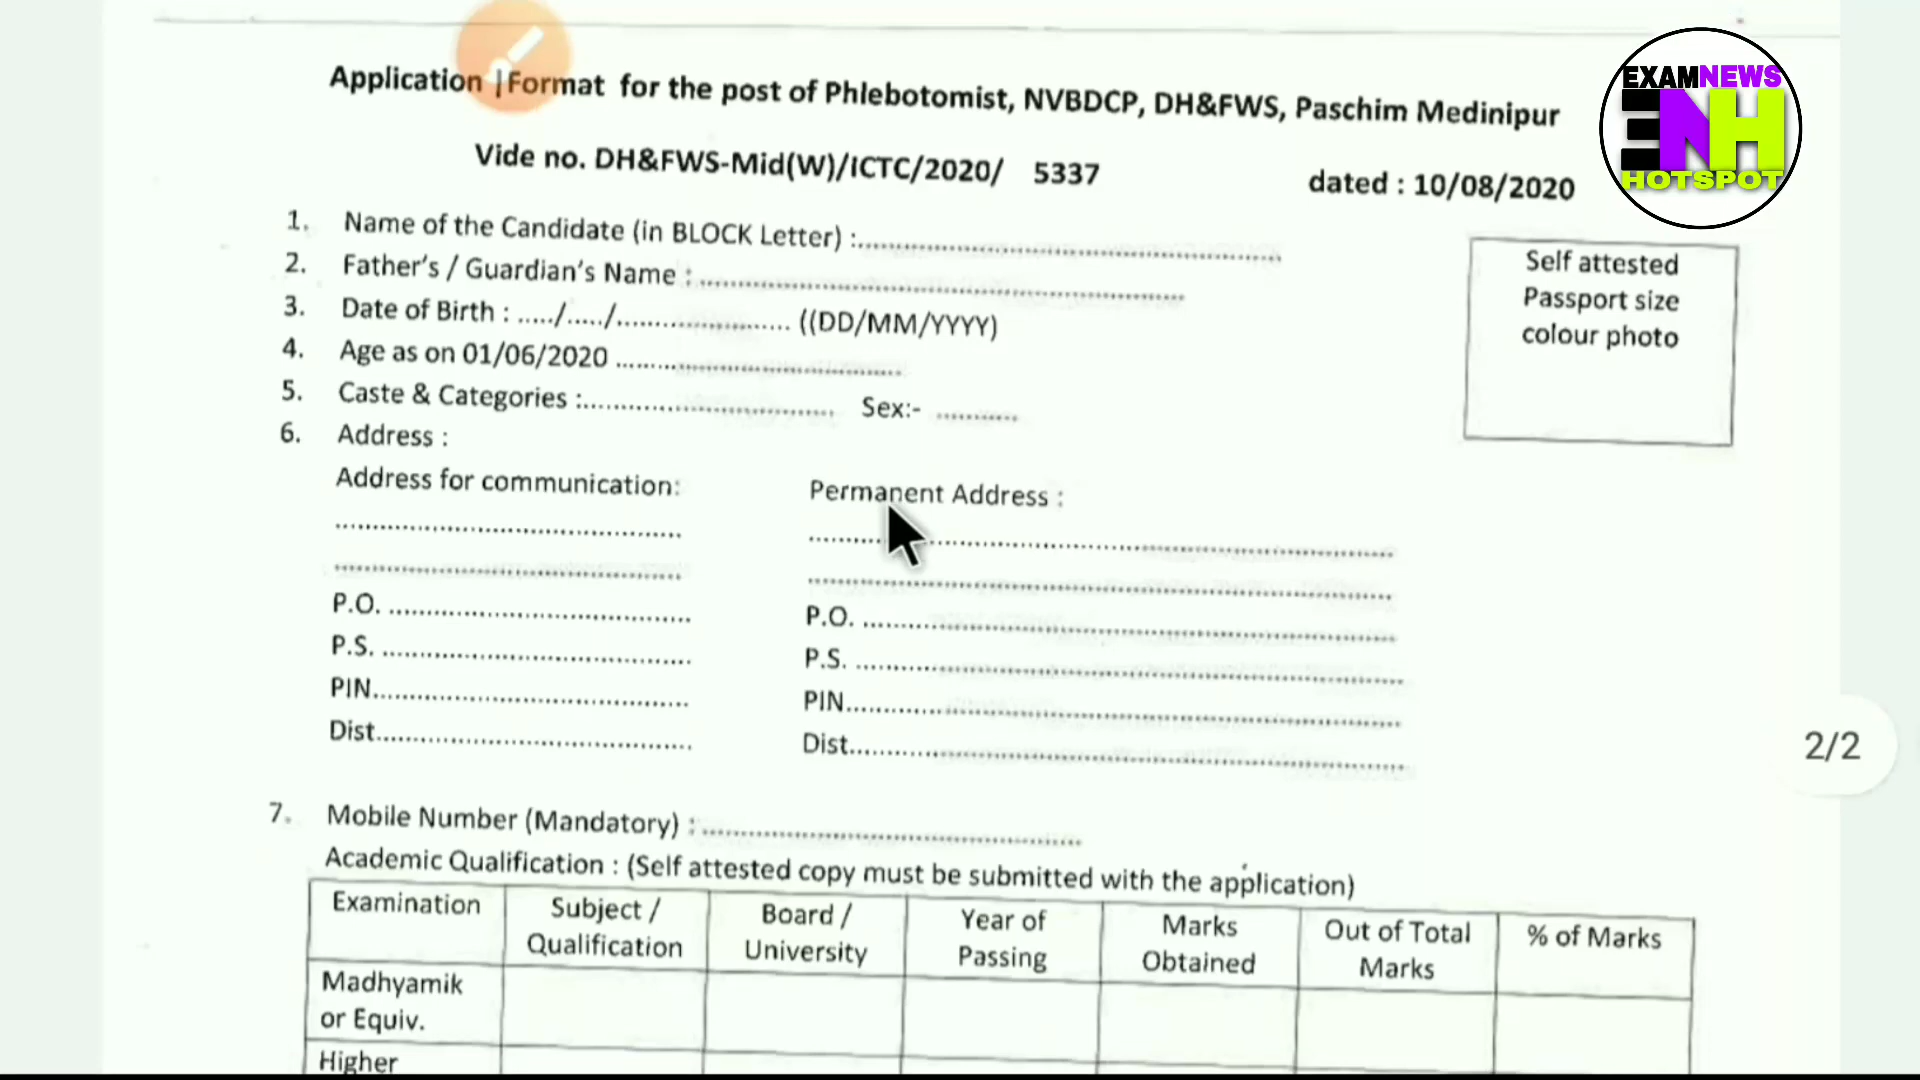 Application |Format for the post of Phlebotomist, NVBDCP, DH&FWS, Paschim Medinipur
Vide no. DH&FWS-Mid(W)/ICTC/2020/ 5337 dated : 10/08/2020
EXAMNEWS
ENH
HOTSPOT
1. Name of the Candidate (in BLOCK Letter) :..............................
2. Father's / Guardian's Name : ..............................
3. Date of Birth : ...../...../........................ ((DD/MM/YYYY)
4. Age as on 01/06/2020 ..............................
5. Caste & Categories :.............................. Sex:- ...........
Self attested
Passport size
colour photo
6. Address :
Address for communication: Permanent Address :
P.O. .............................. P.O. ..............................
P.S. .............................. P.S. ..............................
PIN.............................. PIN..............................
Dist.............................. Dist..............................
2/2
7. Mobile Number (Mandatory) :..............................
Academic Qualification : (Self attested copy must be submitted with the application)
Examination Subject / Qualification Board / University Year of Passing Marks Obtained Out of Total Marks % of Marks
Madhyamik
or Equiv.
Higher